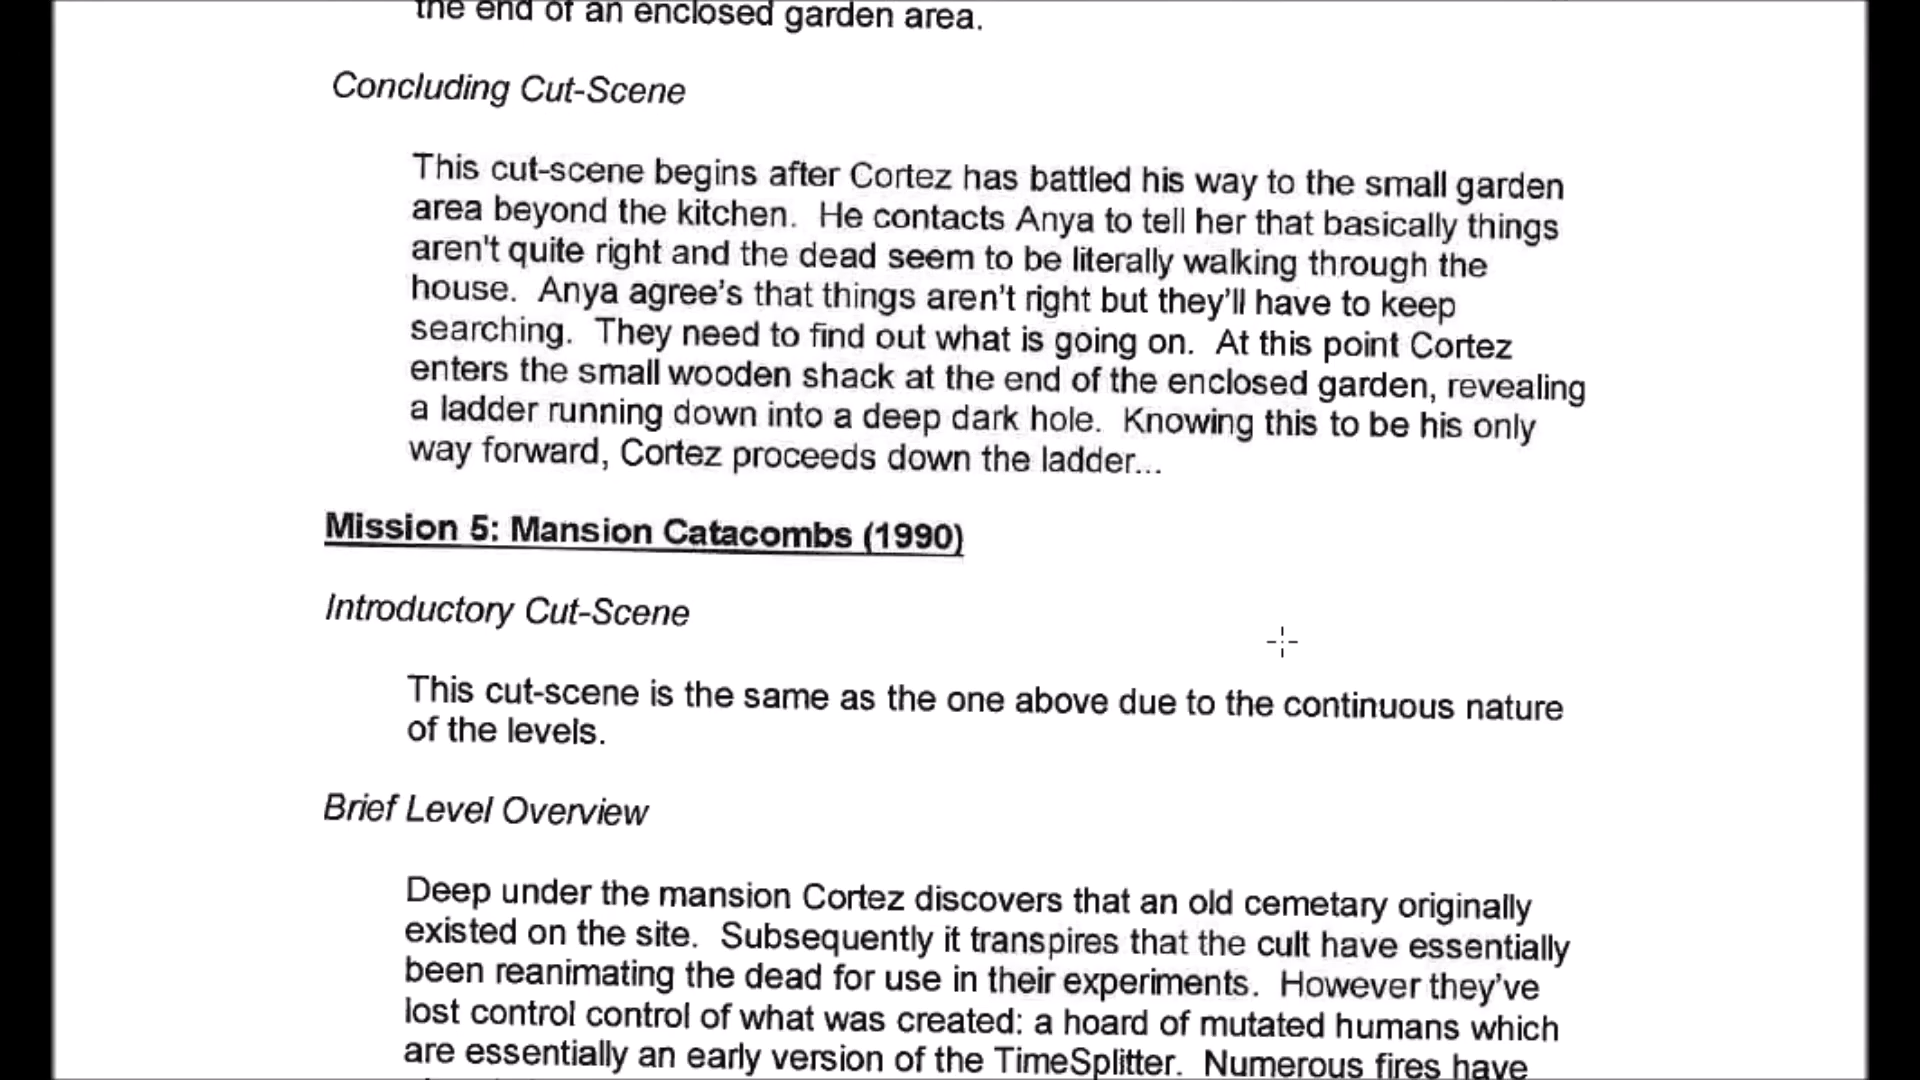 the end of an enclosed garden area.
Concluding Cut-Scene
This cut-scene begins after Cortez has battled his way to the small garden
area beyond the kitchen.  He contacts Anya to tell her that basically things
aren't quite right and the dead seem to be literally walking through the
house.  Anya agree's that things aren't right but they'll have to keep
searching.  They need to find out what is going on.  At this point Cortez
enters the small wooden shack at the end of the enclosed garden, revealing
a ladder running down into a deep dark hole.  Knowing this to be his only
way forward, Cortez proceeds down the ladder...
Mission 5: Mansion Catacombs (1990)
Introductory Cut-Scene
This cut-scene is the same as the one above due to the continuous nature
of the levels.
Brief Level Overview
Deep under the mansion Cortez discovers that an old cemetary originally
existed on the site.  Subsequently it transpires that the cult have essentially
been reanimating the dead for use in their experiments.  However they've
lost control control of what was created: a hoard of mutated humans which
are essentially an early version of the TimeSplitter.  Numerous fires have